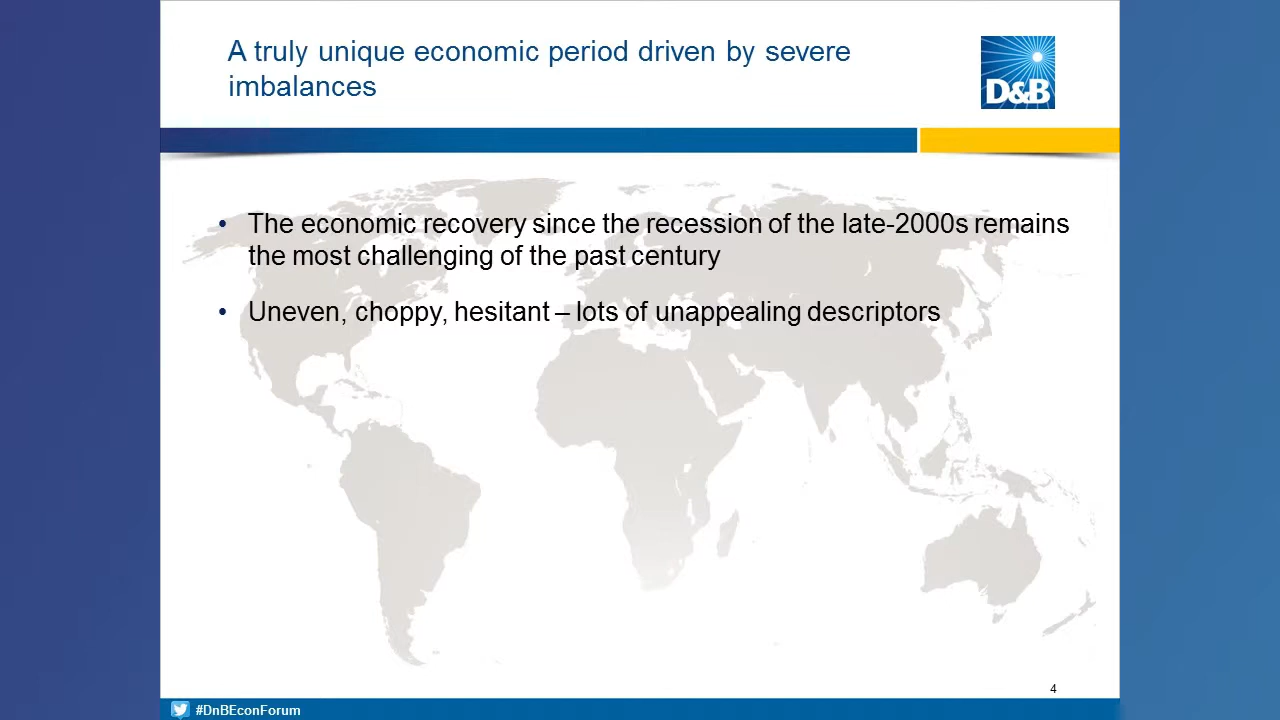 A truly unique economic period driven by severe
imbalances
D&B
• The economic recovery since the recession of the late-2000s remains
the most challenging of the past century
• Uneven, choppy, hesitant – lots of unappealing descriptors
4
#DnBEconForum